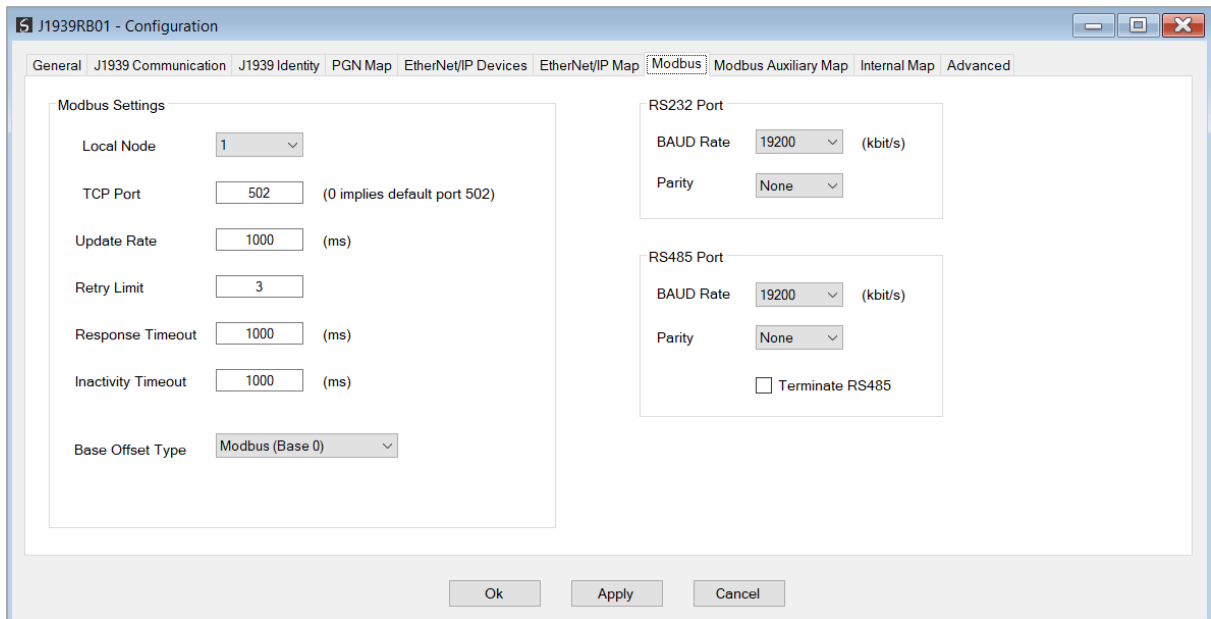 J1939RB01 - Configuration
General J1939 Communication J1939 Identity PGN Map EtherNet/IP Devices EtherNet/IP Map Modbus Modbus Auxiliary Map Internal Map Advanced
Modbus Settings
Local Node 1
TCP Port 502 (0 implies default port 502)
Update Rate 1000 (ms)
Retry Limit 3
Response Timeout 1000 (ms)
Inactivity Timeout 1000 (ms)
Base Offset Type Modbus (Base 0)
RS232 Port
BAUD Rate 19200 (kbit/s)
Parity None
RS485 Port
BAUD Rate 19200 (kbit/s)
Parity None
Terminate RS485
Ok Apply Cancel